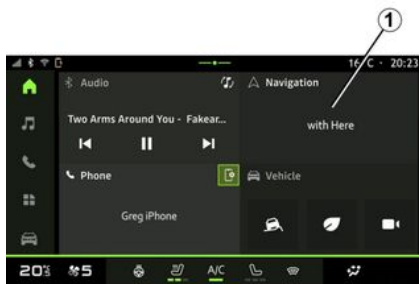 1
16 °C · 20:23
Audio
Navigation
Two Arms Around You - Fakear...
with Here
Phone
Vehicle
Greg iPhone
20.5 5 A/C